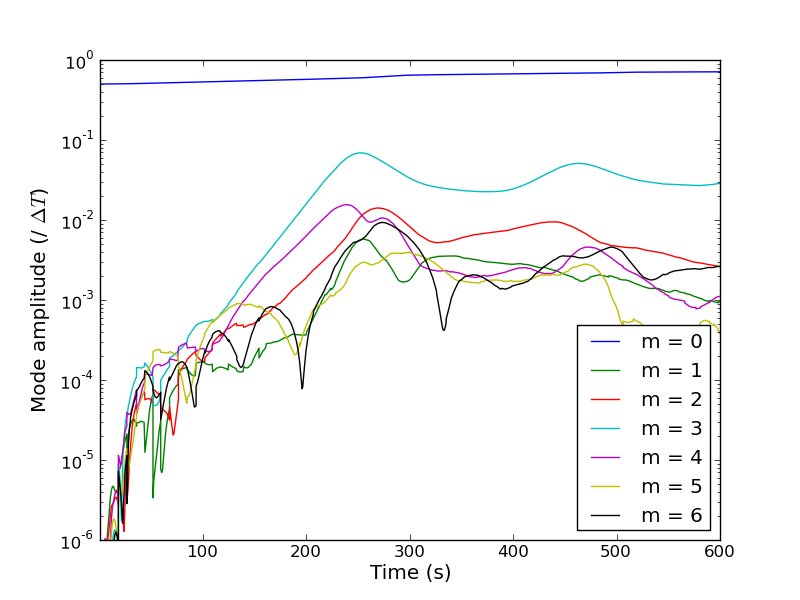 10^0
10^-1
10^-2
10^-3
10^-4
10^-5
10^-6
Mode amplitude (/ ΔT)
m = 0
m = 1
m = 2
m = 3
m = 4
m = 5
m = 6
100 200 300 400 500 600
Time (s)